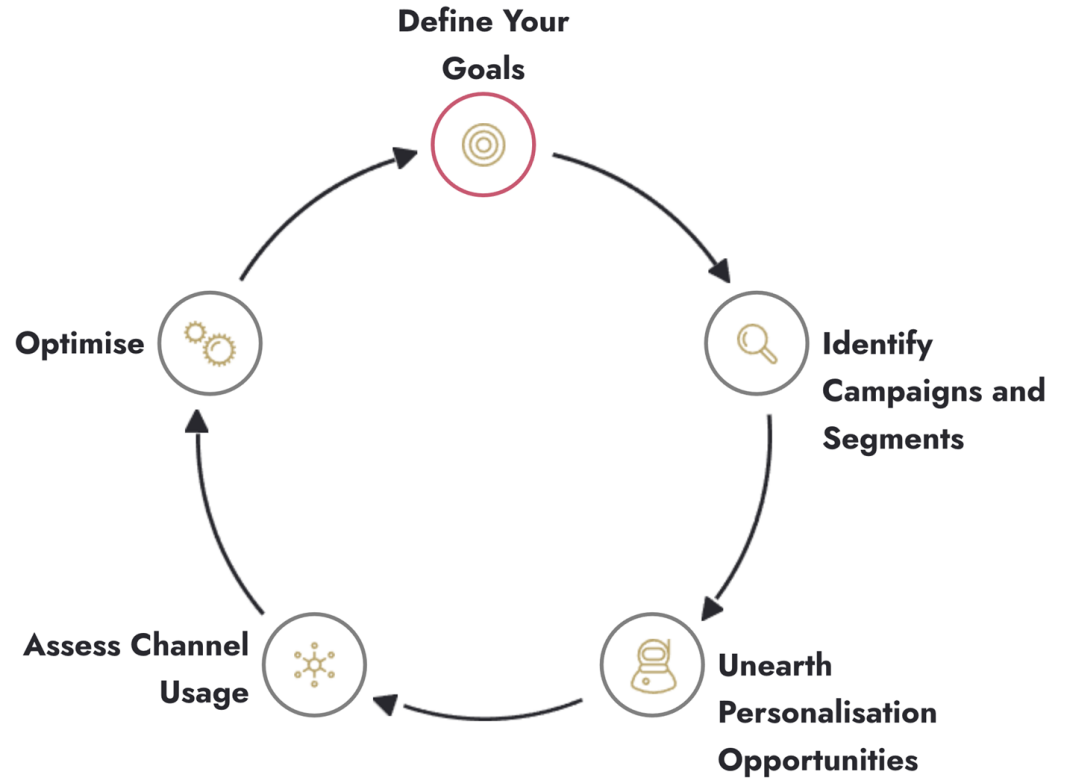 Define Your
Goals
Identify
Campaigns and
Segments
Unearth
Personalisation
Opportunities
Assess Channel
Usage
Optimise